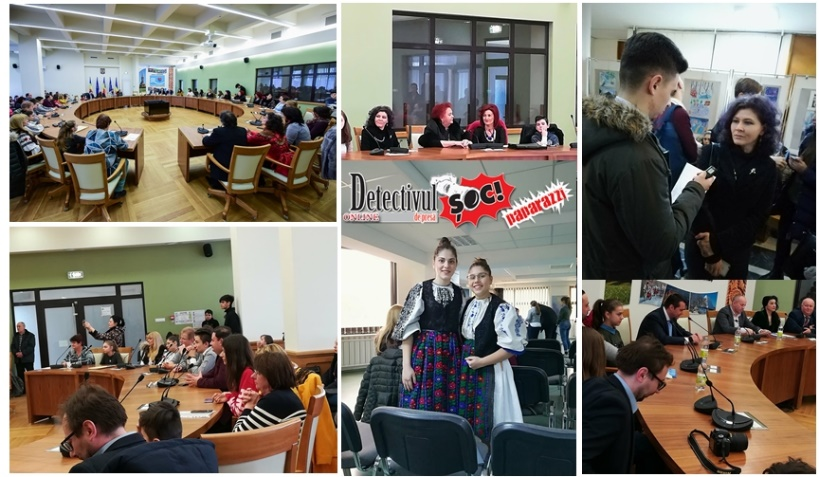 Detectivul
ONLINE de presă
ȘOC!
paparazzi